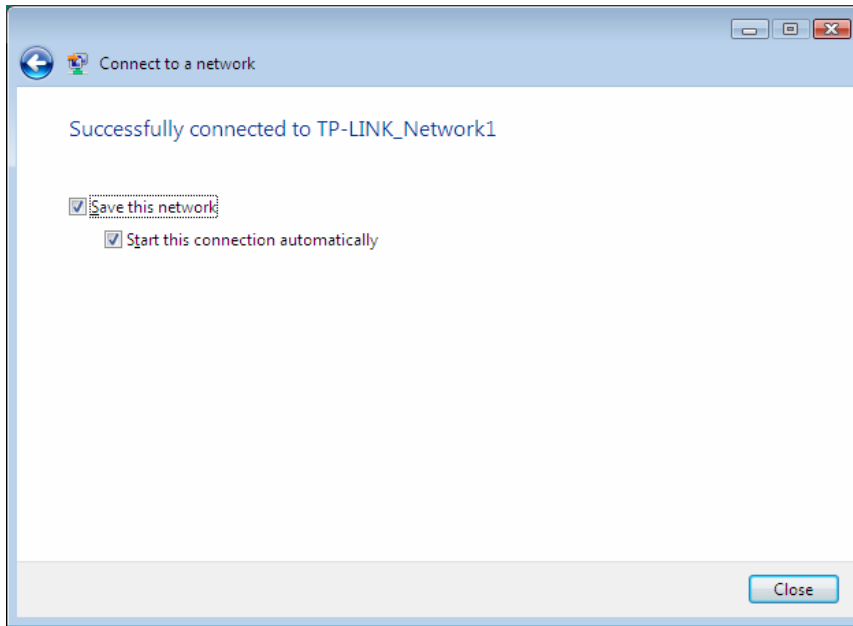 Connect to a network
Successfully connected to TP-LINK_Network1
Save this network
Start this connection automatically
Close